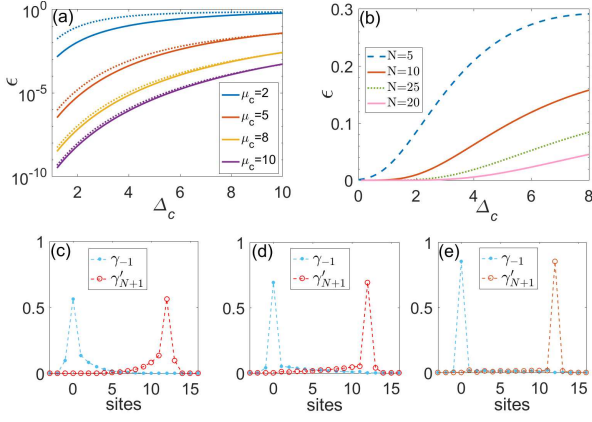 (a)
10^0
10^-5
10^-10
ϵ
μc=2
μc=5
μc=8
μc=10
2 4 6 8 10
Δc
(b)
0.3
0.2
0.1
0
ϵ
N=5
N=10
N=25
N=20
0 2 4 6 8
Δc
(c)
1
0.5
0
γ−1
γ′N+1
0 5 10 15
sites
(d)
1
0.5
0
γ−1
γ′N+1
0 5 10 15
sites
(e)
1
0.5
0
γ−1
γ′N+1
0 5 10 15
sites